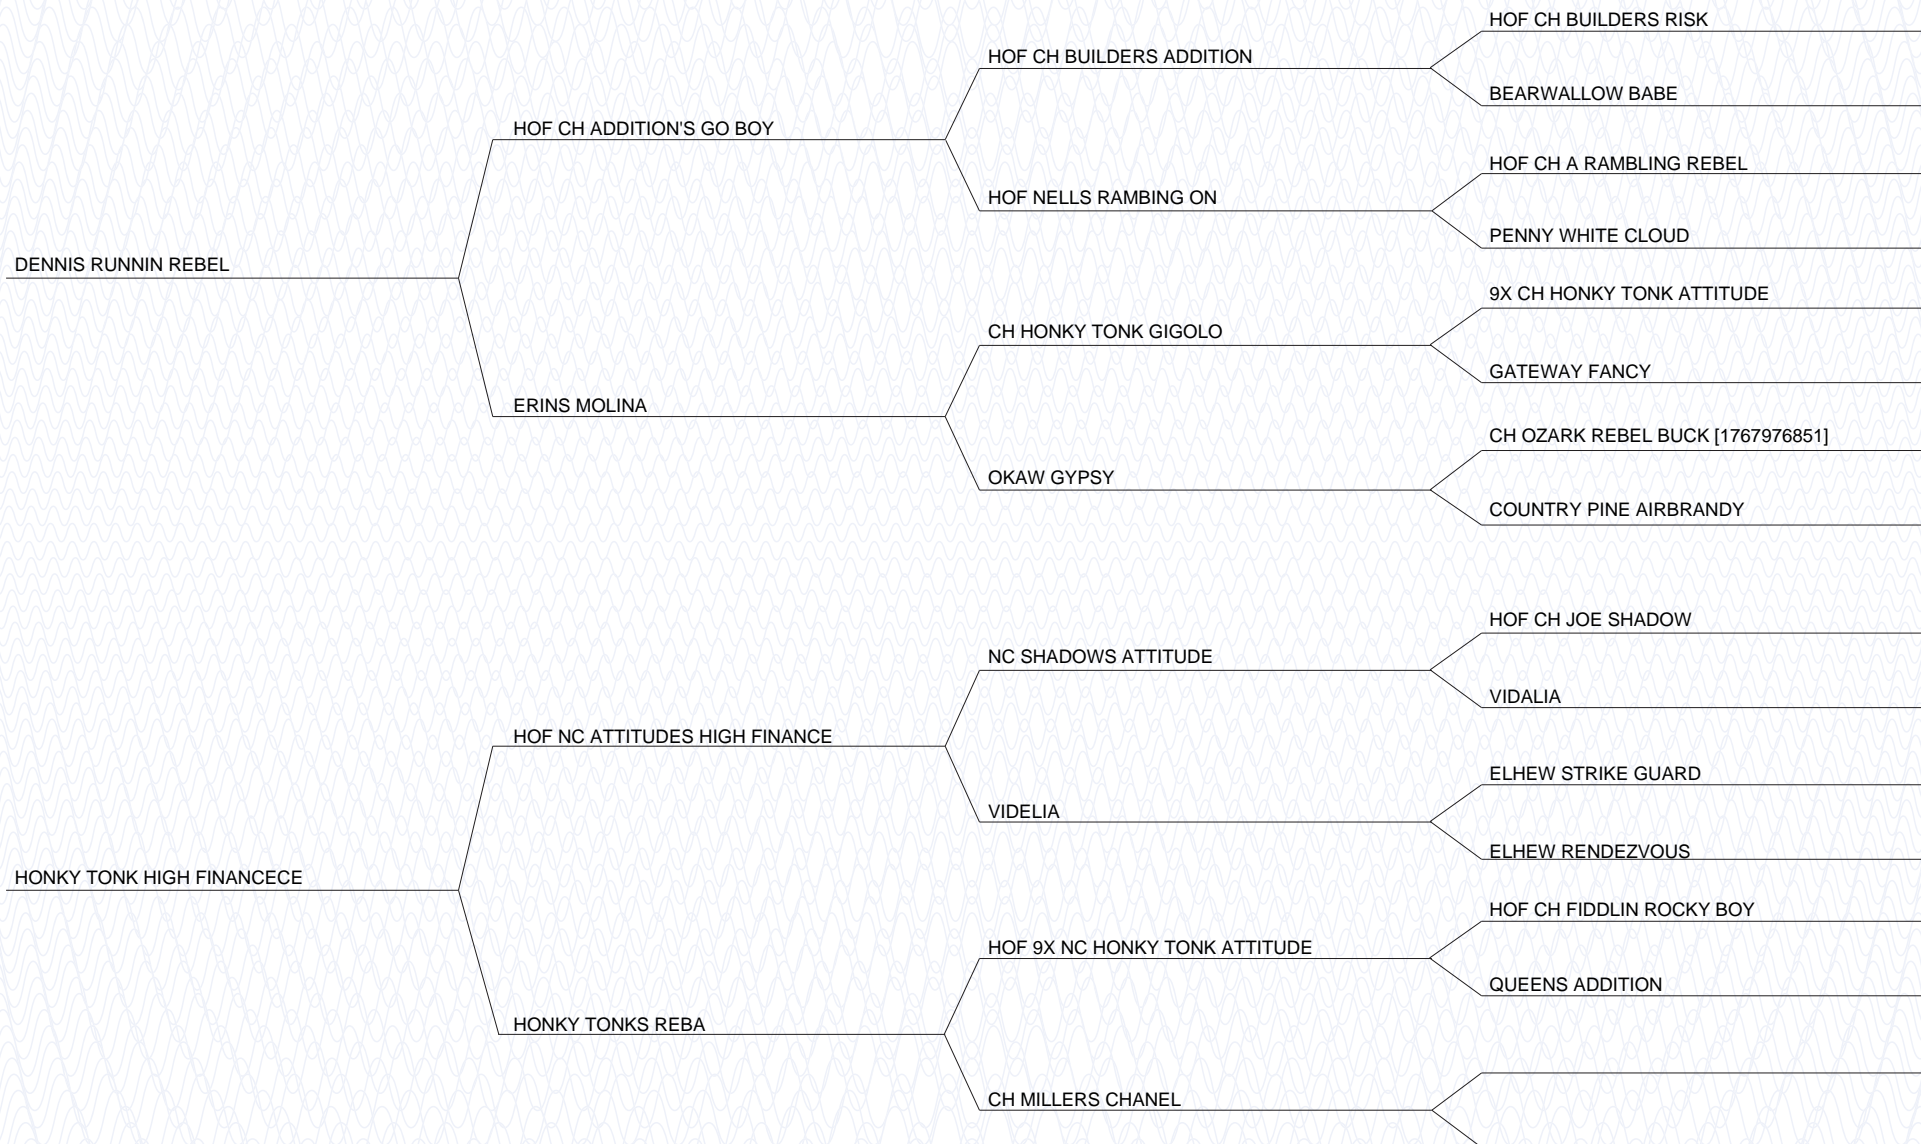 HOF CH BUILDERS RISK
HOF CH BUILDERS ADDITION
BEARWALLOW BABE
HOF CH ADDITION'S GO BOY
HOF CH A RAMBLING REBEL
HOF NELLS RAMBING ON
PENNY WHITE CLOUD
DENNIS RUNNIN REBEL
9X CH HONKY TONK ATTITUDE
CH HONKY TONK GIGOLO
GATEWAY FANCY
ERINS MOLINA
CH OZARK REBEL BUCK [1767976851]
OKAW GYPSY
COUNTRY PINE AIRBRANDY
HOF CH JOE SHADOW
NC SHADOWS ATTITUDE
VIDALIA
HOF NC ATTITUDES HIGH FINANCE
ELHEW STRIKE GUARD
VIDELIA
ELHEW RENDEZVOUS
HONKY TONK HIGH FINANCECE
HOF CH FIDDLIN ROCKY BOY
HOF 9X NC HONKY TONK ATTITUDE
QUEENS ADDITION
HONKY TONKS REBA
CH MILLERS CHANEL